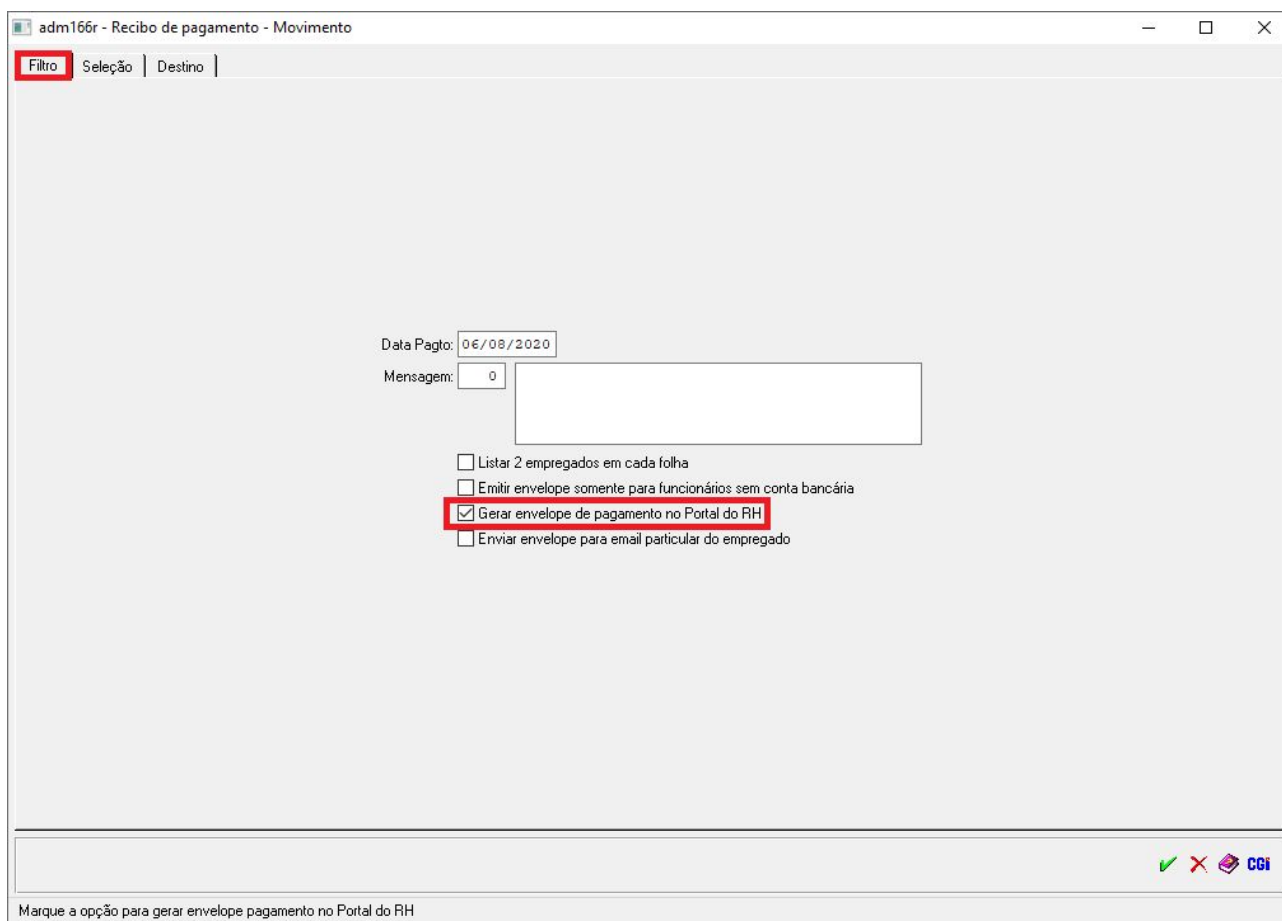 adm166r - Recibo de pagamento - Movimento
Filtro Seleção Destino
Data Pagto: 06/08/2020
Mensagem: 0
Listar 2 empregados em cada folha
Emitir envelope somente para funcionários sem conta bancária
Gerar envelope de pagamento no Portal do RH
Enviar envelope para email particular do empregado
CGi
Marque a opção para gerar envelope pagamento no Portal do RH